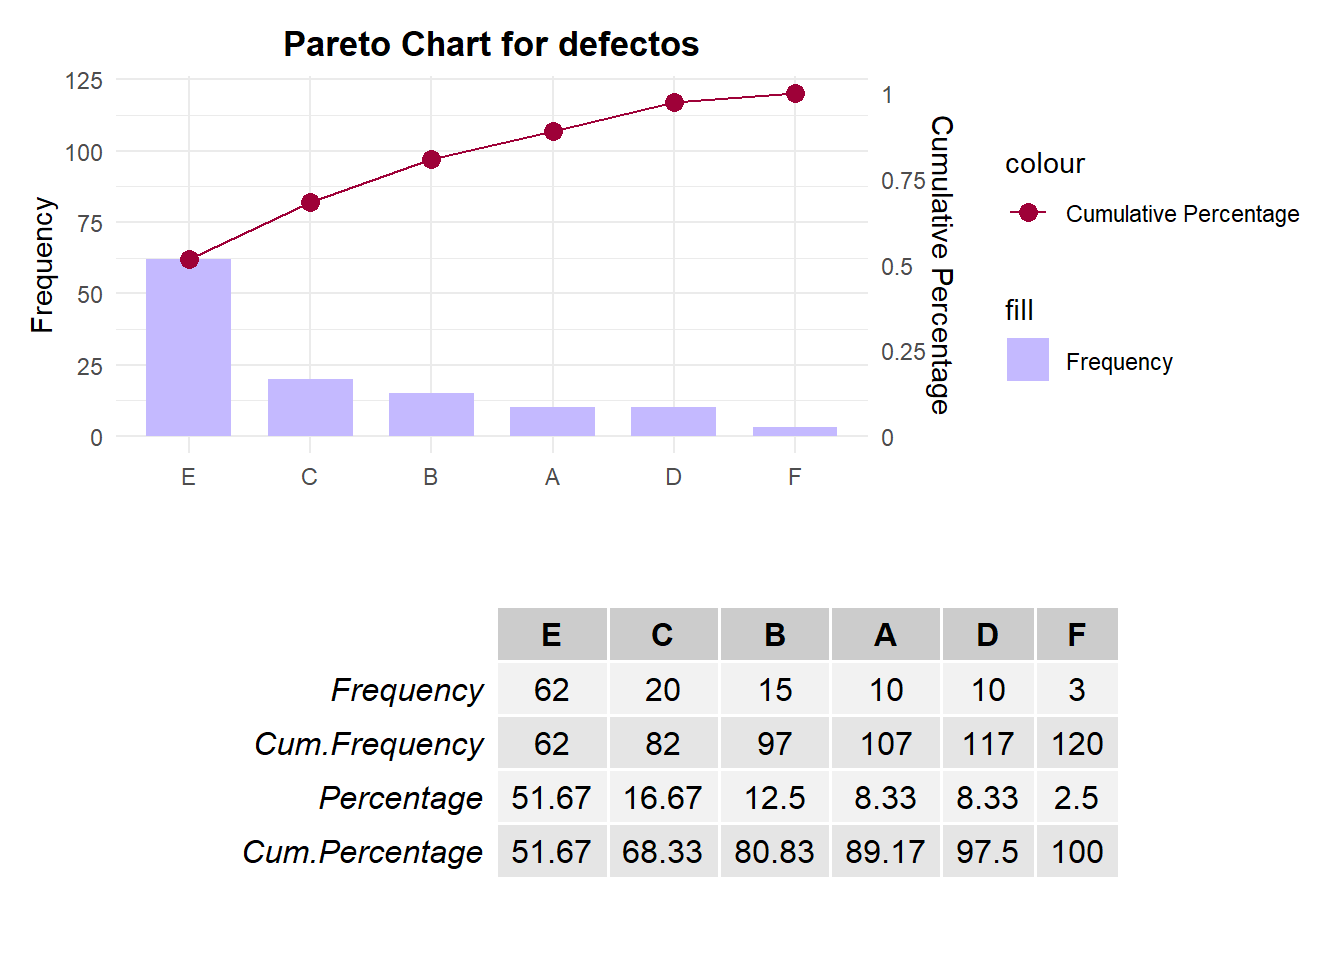 Pareto Chart for defectos
125
100
75
50
25
0
Frequency
1
0.75
0.5
0.25
0
Cumulative Percentage
E C B A D F
colour
Cumulative Percentage
fill
Frequency
E C B A D F
Frequency 62 20 15 10 10 3
Cum.Frequency 62 82 97 107 117 120
Percentage 51.67 16.67 12.5 8.33 8.33 2.5
Cum.Percentage 51.67 68.33 80.83 89.17 97.5 100